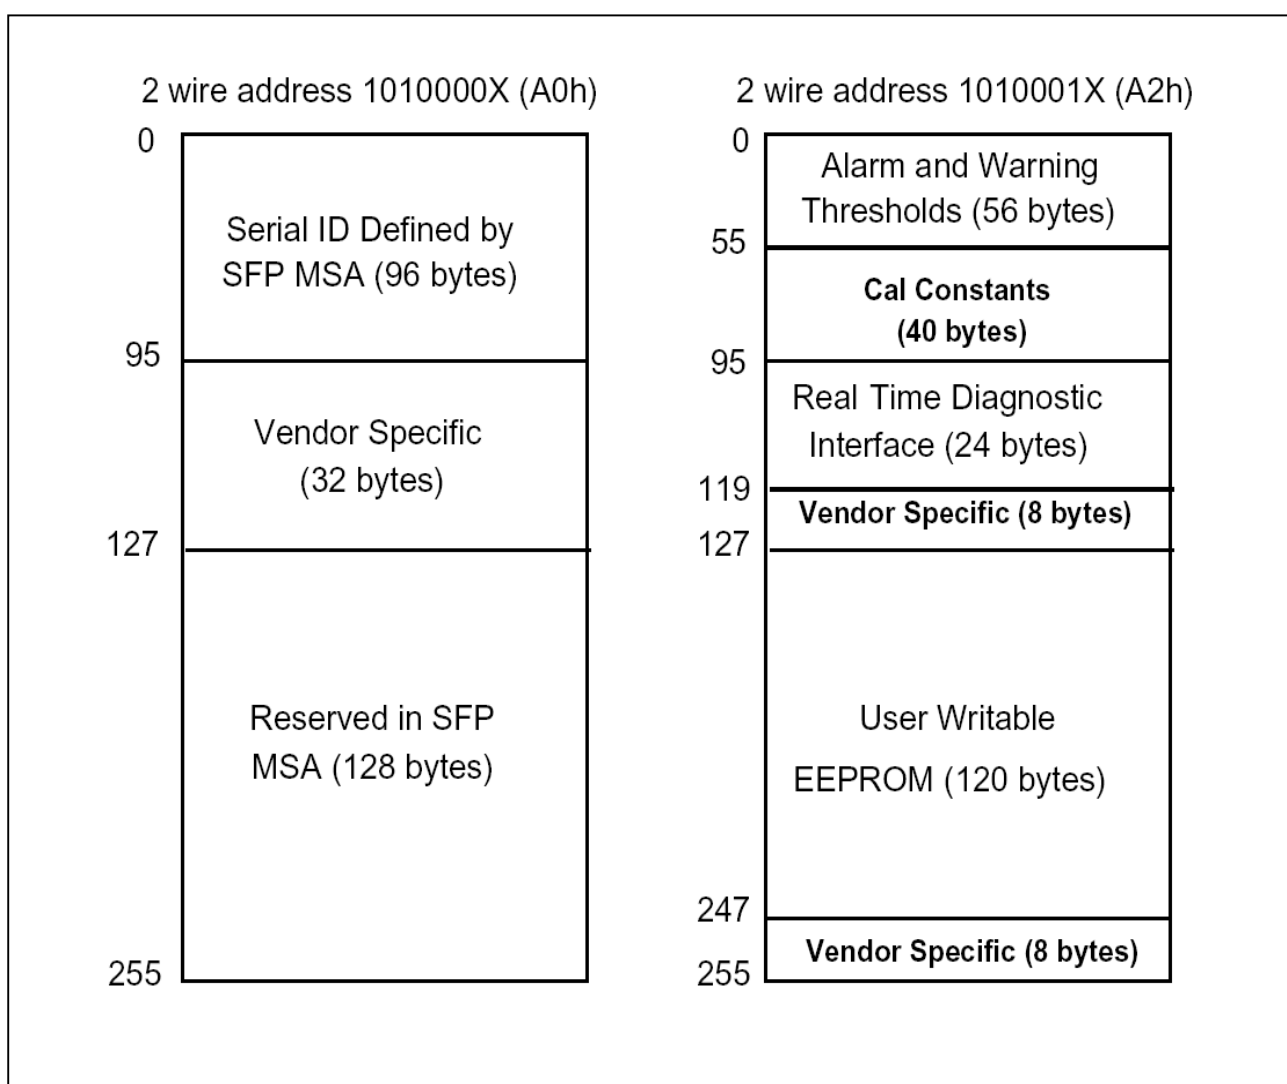 2 wire address 1010000X (A0h)
0
Serial ID Defined by
SFP MSA (96 bytes)
95
Vendor Specific
(32 bytes)
127
Reserved in SFP
MSA (128 bytes)
255
2 wire address 1010001X (A2h)
0
Alarm and Warning
Thresholds (56 bytes)
55
Cal Constants
(40 bytes)
95
Real Time Diagnostic
Interface (24 bytes)
119
Vendor Specific (8 bytes)
127
User Writable
EEPROM (120 bytes)
247
Vendor Specific (8 bytes)
255